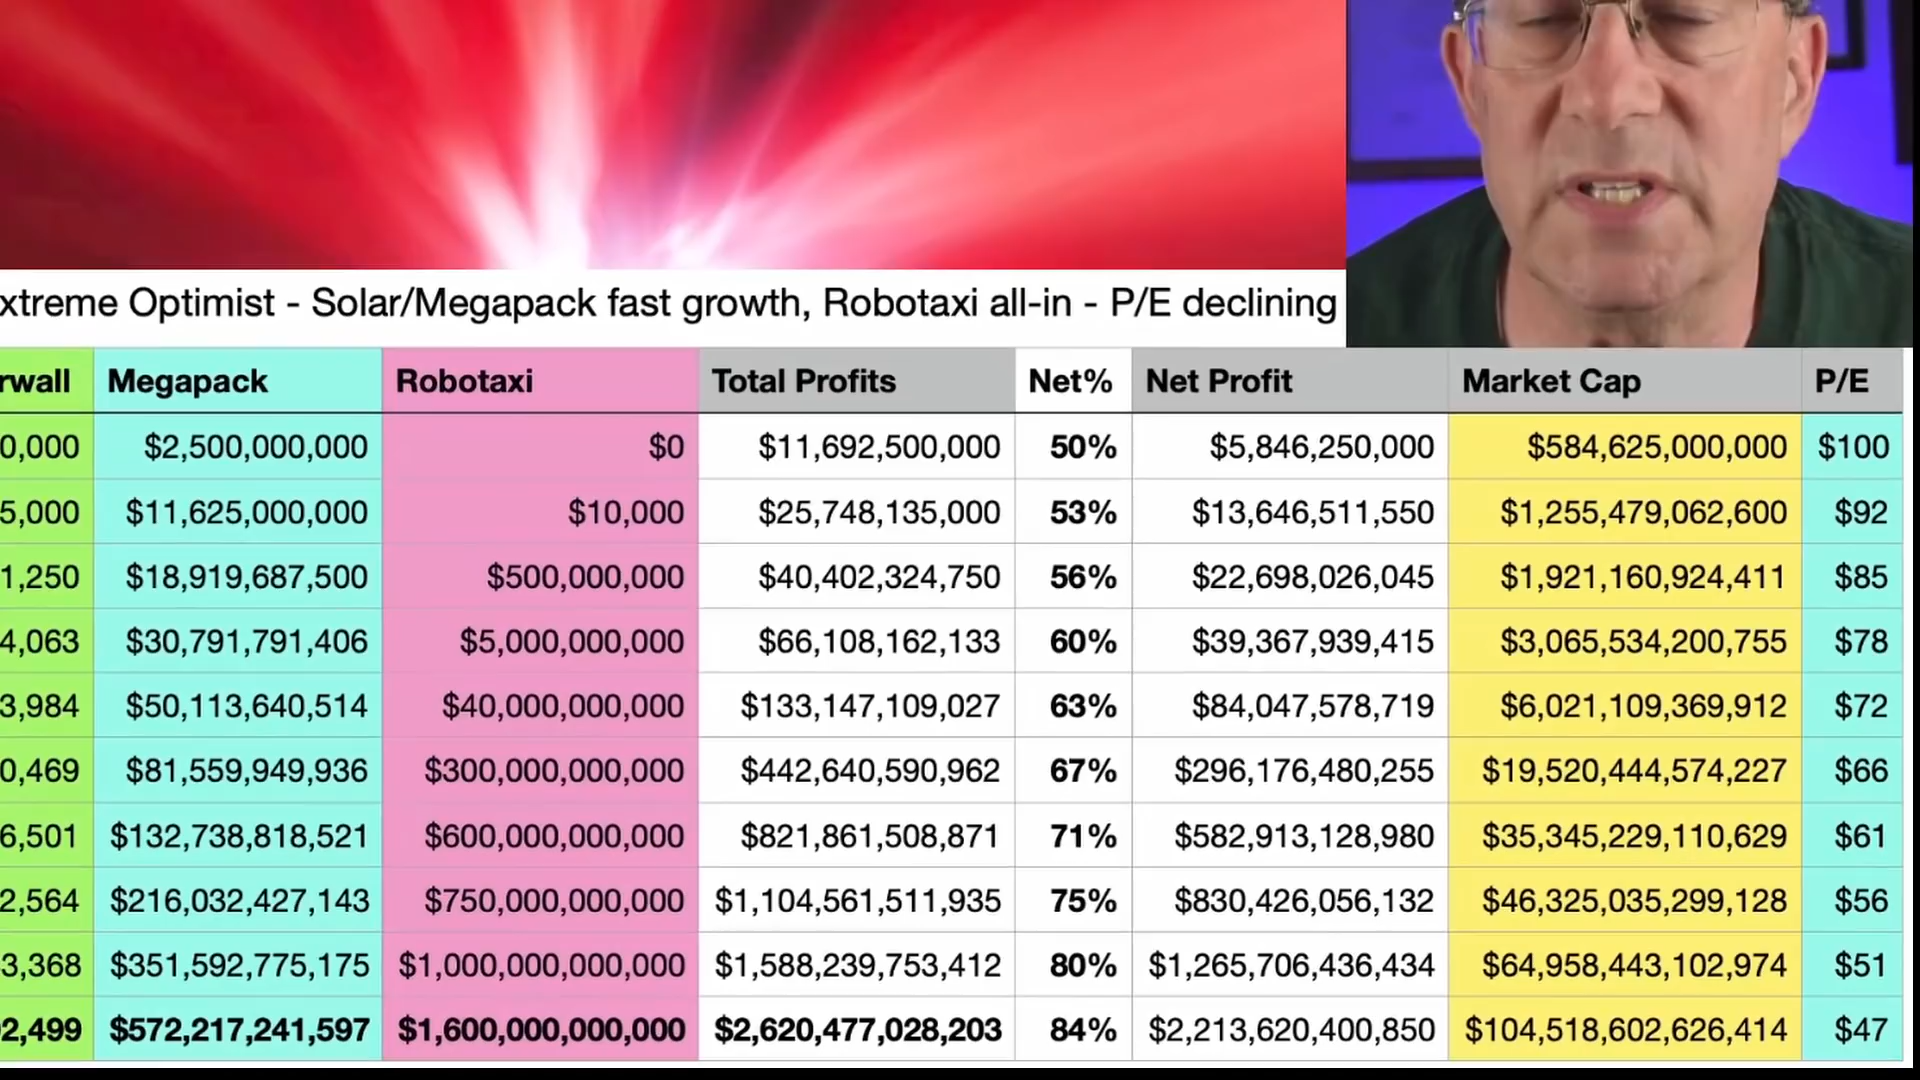 xtreme Optimist - Solar/Megapack fast growth, Robotaxi all-in - P/E declining
rwall Megapack Robotaxi Total Profits Net% Net Profit Market Cap P/E
0,000 $2,500,000,000 $0 $11,692,500,000 50% $5,846,250,000 $584,625,000,000 $100
5,000 $11,625,000,000 $10,000 $25,748,135,000 53% $13,646,511,550 $1,255,479,062,600 $92
1,250 $18,919,687,500 $500,000,000 $40,402,324,750 56% $22,698,026,045 $1,921,160,924,411 $85
4,063 $30,791,791,406 $5,000,000,000 $66,108,162,133 60% $39,367,939,415 $3,065,534,200,755 $78
3,984 $50,113,640,514 $40,000,000,000 $133,147,109,027 63% $84,047,578,719 $6,021,109,369,912 $72
0,469 $81,559,949,936 $300,000,000,000 $442,640,590,962 67% $296,176,480,255 $19,520,444,574,227 $66
6,501 $132,738,818,521 $600,000,000,000 $821,861,508,871 71% $582,913,128,980 $35,345,229,110,629 $61
2,564 $216,032,427,143 $750,000,000,000 $1,104,561,511,935 75% $830,426,056,132 $46,325,035,299,128 $56
3,368 $351,592,775,175 $1,000,000,000,000 $1,588,239,753,412 80% $1,265,706,436,434 $64,958,443,102,974 $51
2,499 $572,217,241,597 $1,600,000,000,000 $2,620,477,028,203 84% $2,213,620,400,850 $104,518,602,626,414 $47